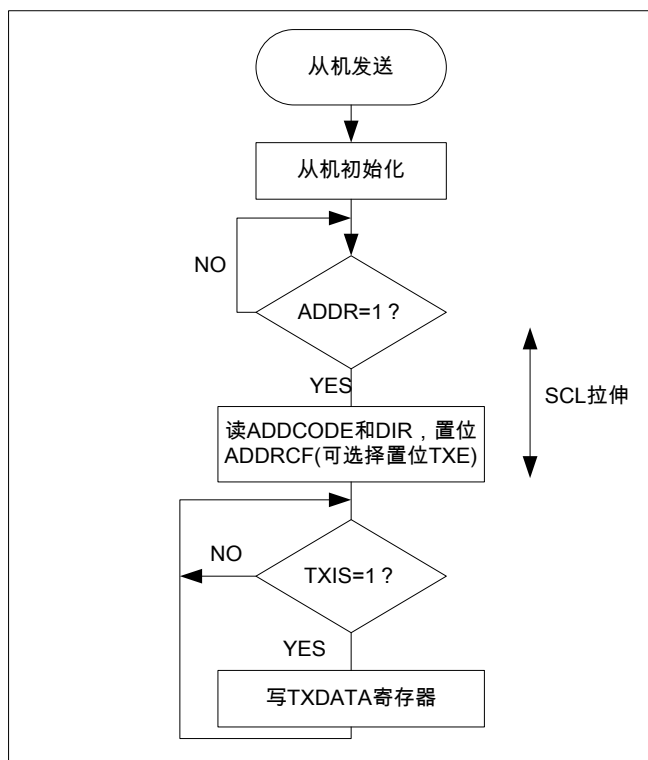 从机发送
从机初始化
NO
ADDR=1？
YES
SCL拉伸
读ADDCODE和DIR，置位
ADDRCF(可选择置位TXE)
NO
TXIS=1？
YES
写TXDATA寄存器